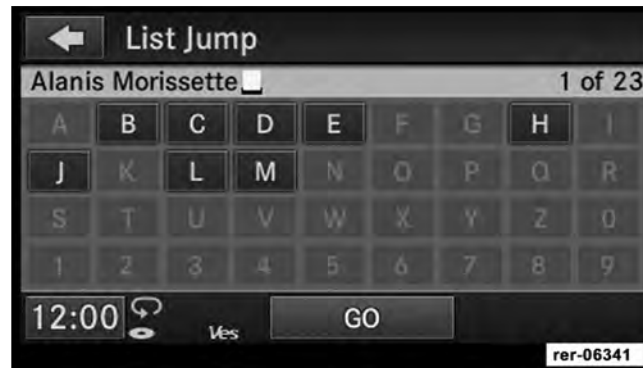 List Jump
Alanis Morissette 1 of 23
A B C D E F G H I
J K L M N O P Q R
S T U V W X Y Z 0
1 2 3 4 5 6 7 8 9
12:00 Ves GO
rer-06341